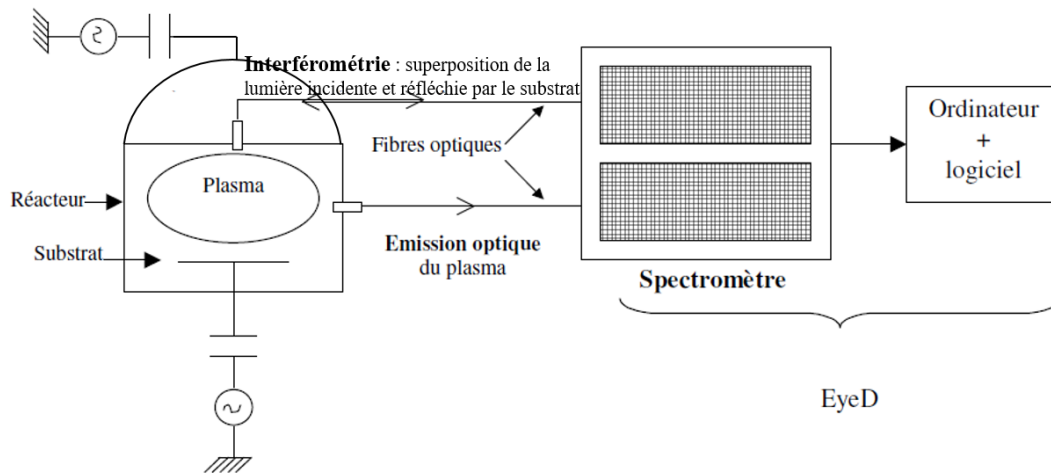 Interférométrie : superposition de la
lumière incidente et réfléchie par le substrat
Fibres optiques
Plasma
Réacteur
Substrat
Emission optique
du plasma
Spectromètre
Ordinateur
+
logiciel
EyeD